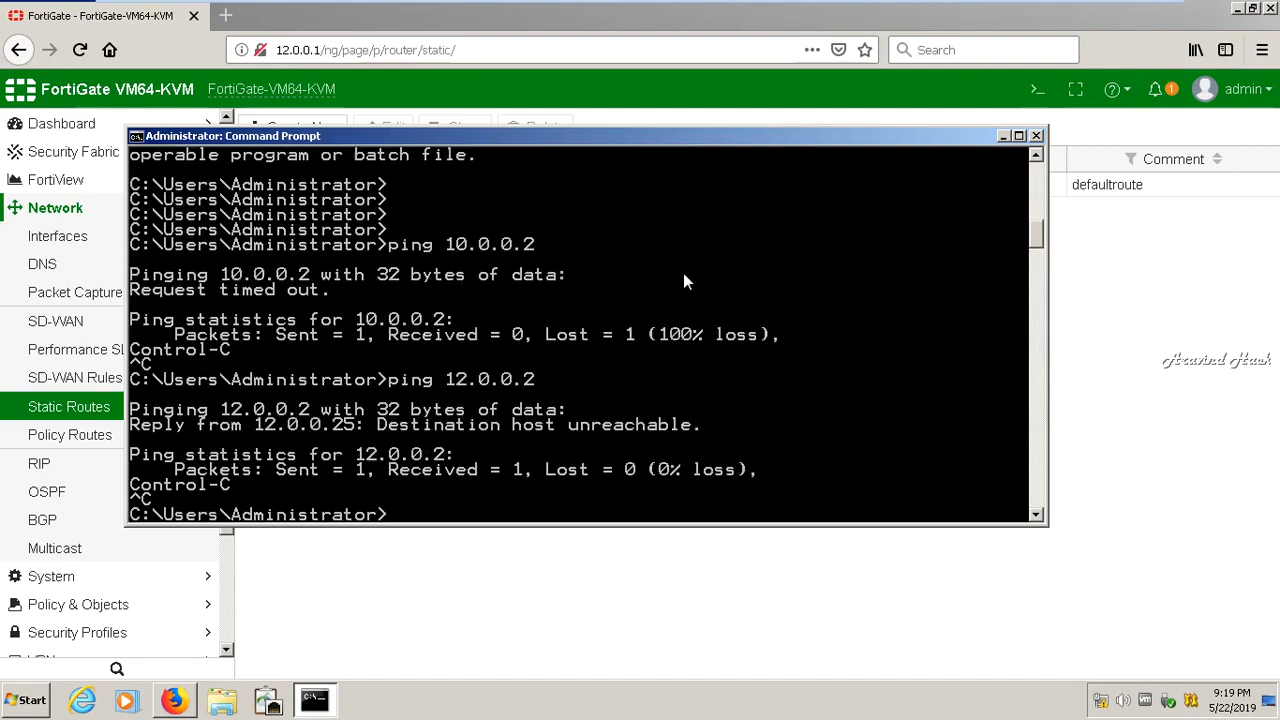 FortiGate - FortiGate-VM64-KVM
12.0.0.1/ng/page/p/router/static/
Search
FortiGate VM64-KVM
FortiGate-VM64-KVM
>_
1
admin
Dashboard
Security Fabric
FortiView
Network
Interfaces
DNS
Packet Capture
SD-WAN
Performance SL
SD-WAN Rules
Static Routes
Policy Routes
RIP
OSPF
BGP
Multicast
System
Policy & Objects
Security Profiles
Comment
defaultroute
Administrator: Command Prompt
operable program or batch file.
C:\Users\Administrator>
C:\Users\Administrator>
C:\Users\Administrator>
C:\Users\Administrator>
C:\Users\Administrator>ping 10.0.0.2
Pinging 10.0.0.2 with 32 bytes of data:
Request timed out.
Ping statistics for 10.0.0.2:
Packets: Sent = 1, Received = 0, Lost = 1 (100% loss),
Control-C
^C
C:\Users\Administrator>ping 12.0.0.2
Pinging 12.0.0.2 with 32 bytes of data:
Reply from 12.0.0.25: Destination host unreachable.
Ping statistics for 12.0.0.2:
Packets: Sent = 1, Received = 1, Lost = 0 (0% loss),
Control-C
^C
C:\Users\Administrator>
Start
9:19 PM
5/22/2019